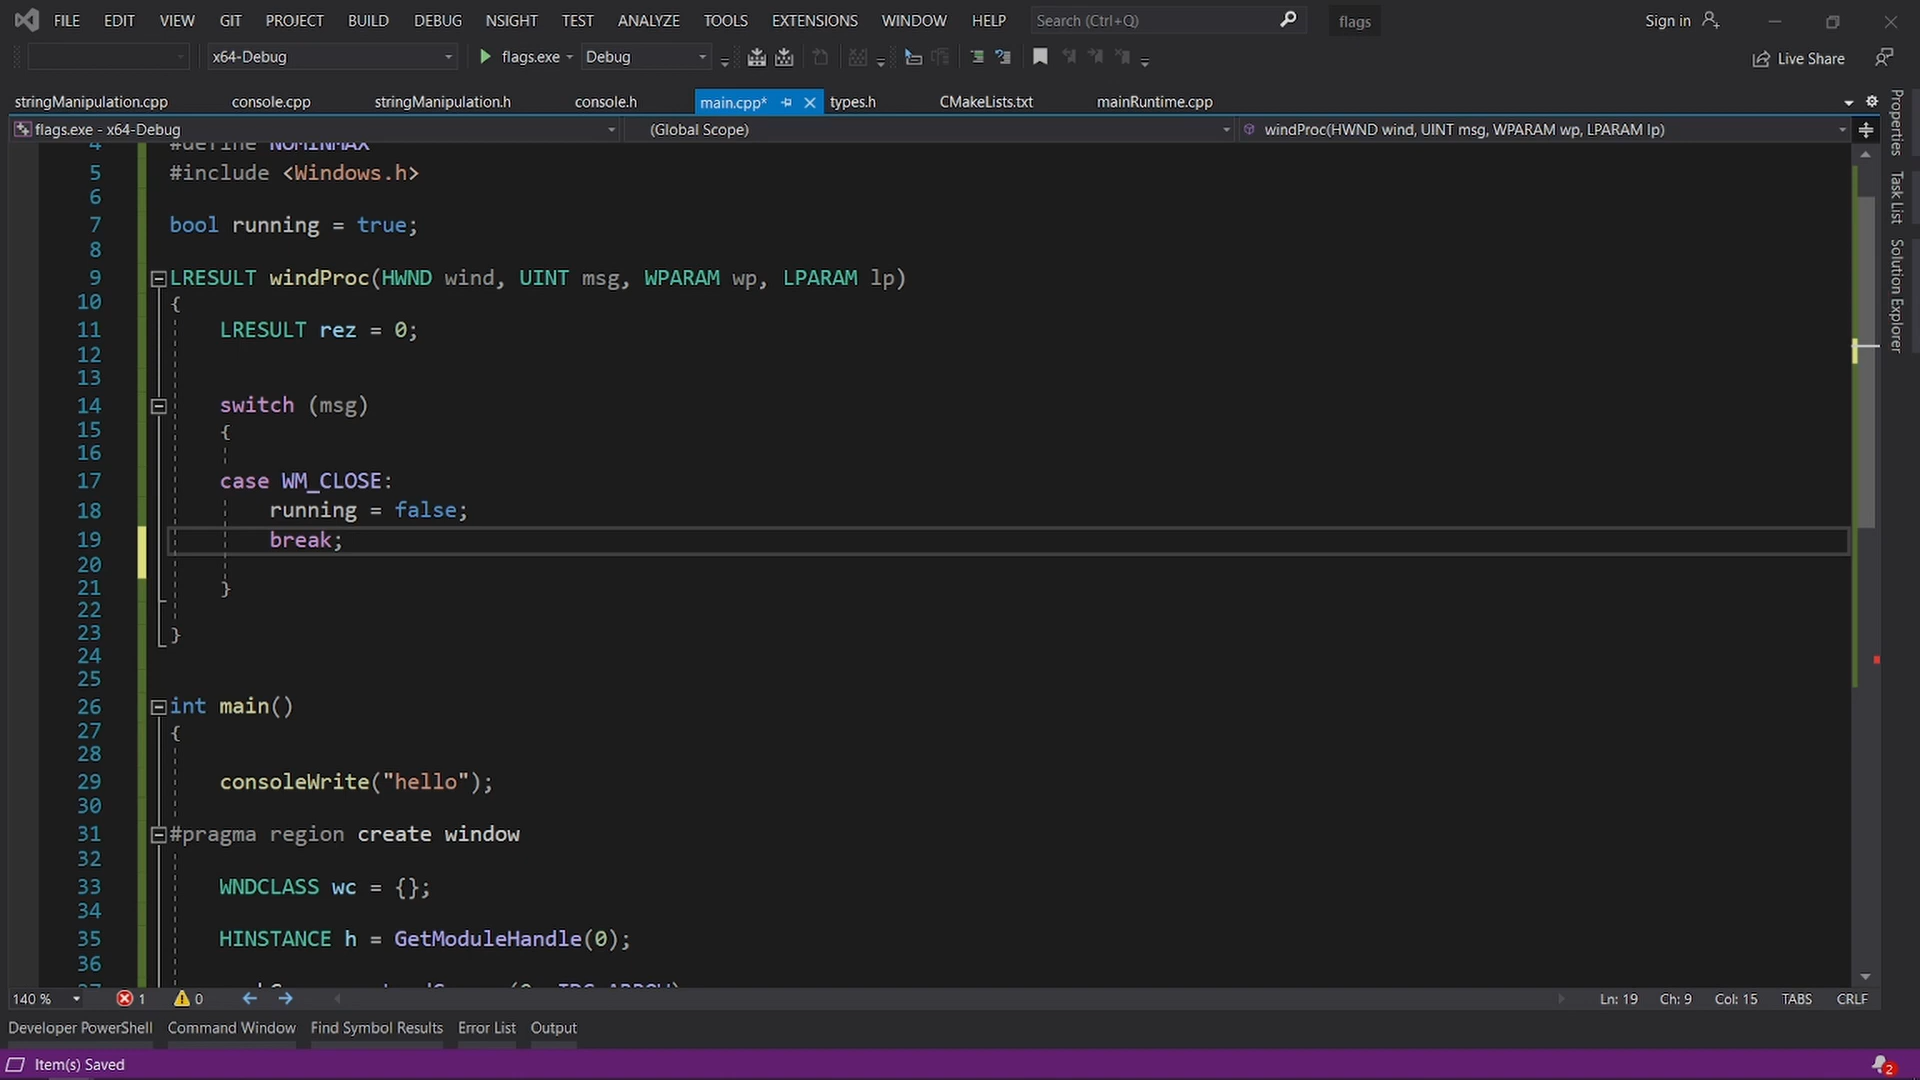 FILE EDIT VIEW GIT PROJECT BUILD DEBUG NSIGHT TEST ANALYZE TOOLS EXTENSIONS WINDOW HELP Search (Ctrl+Q) flags Sign in
x64-Debug flags.exe Debug Live Share
stringManipulation.cpp console.cpp stringManipulation.h console.h main.cpp* types.h CMakeLists.txt mainRuntime.cpp
flags.exe - x64-Debug (Global Scope) windProc(HWND wind, UINT msg, WPARAM wp, LPARAM lp)
4 #define NOMINMAX
5 #include <Windows.h>
6
7 bool running = true;
8
9 LRESULT windProc(HWND wind, UINT msg, WPARAM wp, LPARAM lp)
10 {
11 LRESULT rez = 0;
12
13
14 switch (msg)
15 {
16
17 case WM_CLOSE:
18 running = false;
19 break;
20
21 }
22
23 }
24
25
26 int main()
27 {
28
29 consoleWrite("hello");
30
31 #pragma region create window
32
33 WNDCLASS wc = {};
34
35 HINSTANCE h = GetModuleHandle(0);
36
140 % 1 0 Ln: 19 Ch: 9 Col: 15 TABS CRLF
Developer PowerShell Command Window Find Symbol Results Error List Output
Item(s) Saved 2
Properties
Task List
Solution Explorer